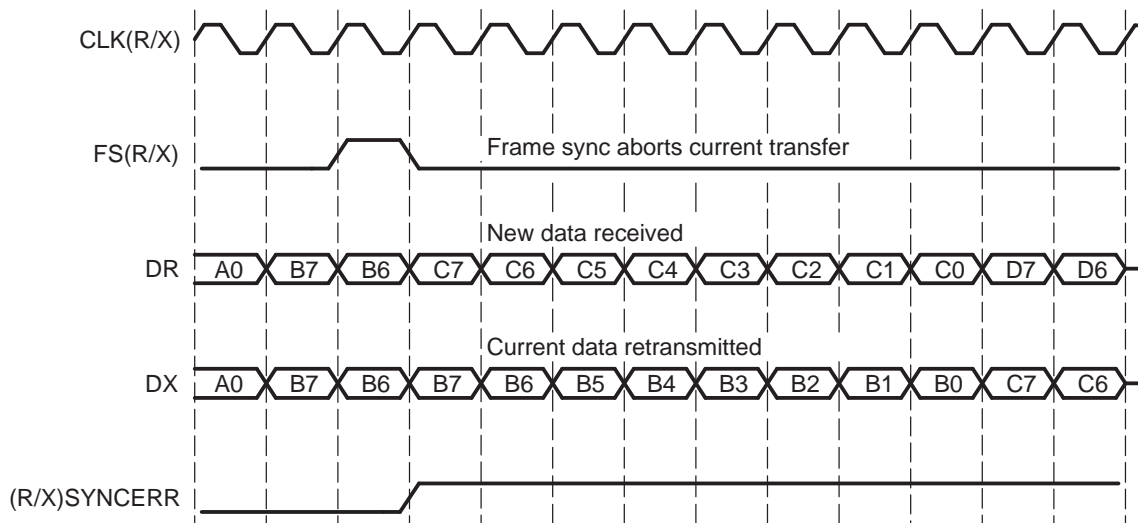 CLK(R/X)
FS(R/X)
Frame sync aborts current transfer
New data received
DR
A0 B7 B6 C7 C6 C5 C4 C3 C2 C1 C0 D7 D6
Current data retransmitted
DX
A0 B7 B6 B7 B6 B5 B4 B3 B2 B1 B0 C7 C6
(R/X)SYNCERR